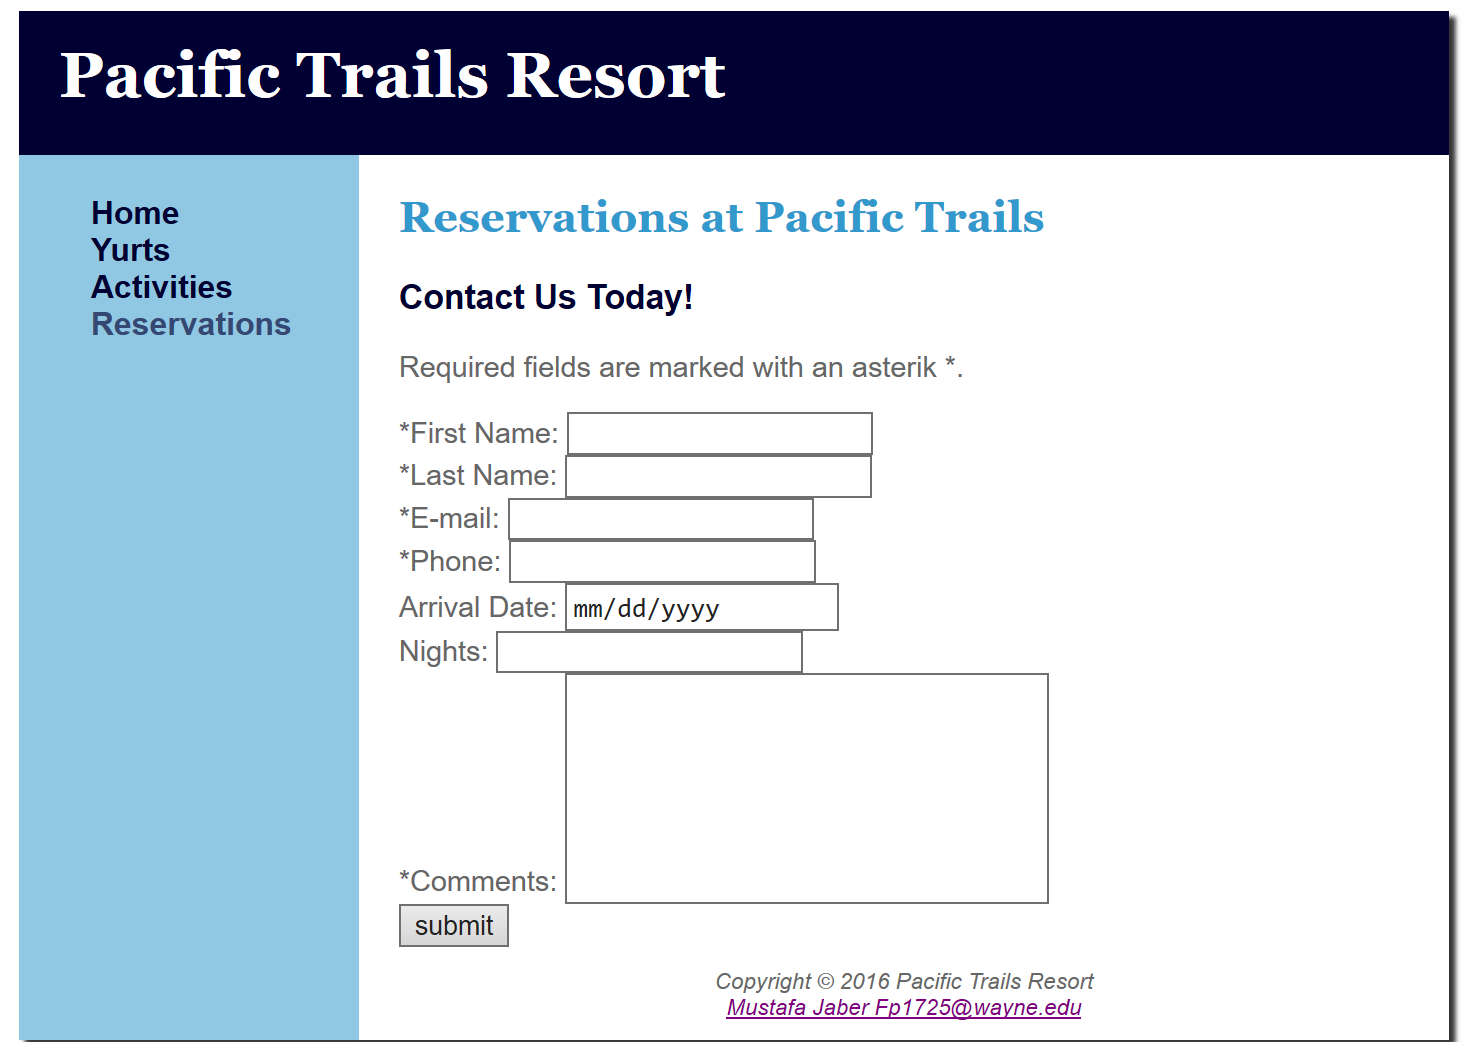 Pacific Trails Resort
Home
Yurts
Activities
Reservations
Reservations at Pacific Trails
Contact Us Today!
Required fields are marked with an asterik *.
*First Name:
*Last Name:
*E-mail:
*Phone:
Arrival Date: mm/dd/yyyy
Nights:
*Comments:
submit
Copyright © 2016 Pacific Trails Resort
Mustafa Jaber Fp1725@wayne.edu